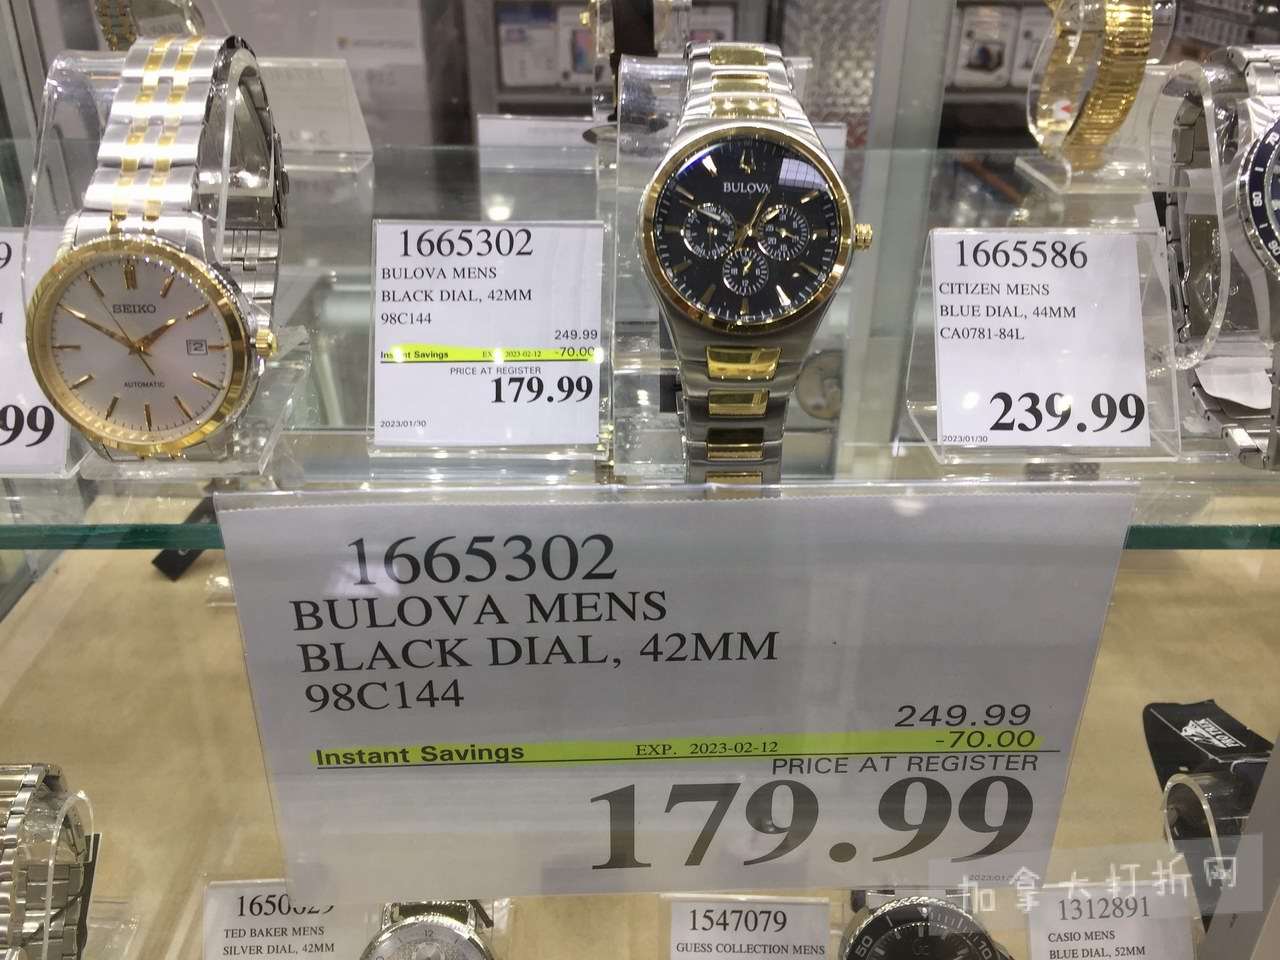 1665302
BULOVA MENS
BLACK DIAL, 42MM
98C144
249.99
Instant Savings EXP. 2023-02-12 -70.00
PRICE AT REGISTER
179.99
2023/01/30
SEIKO
AUTOMATIC
2
BULOVA
1665586
CITIZEN MENS
BLUE DIAL, 44MM
CA0781-84L
239.99
2023/01/30
9
99
1665302
BULOVA MENS
BLACK DIAL, 42MM
98C144
249.99
Instant Savings EXP. 2023-02-12 -70.00
PRICE AT REGISTER
179.99
加拿大打折网
TED BAKER MENS
SILVER DIAL, 42MM
1547079
GUESS COLLECTION MENS
1312891
CASIO MENS
BLUE DIAL, 52MM